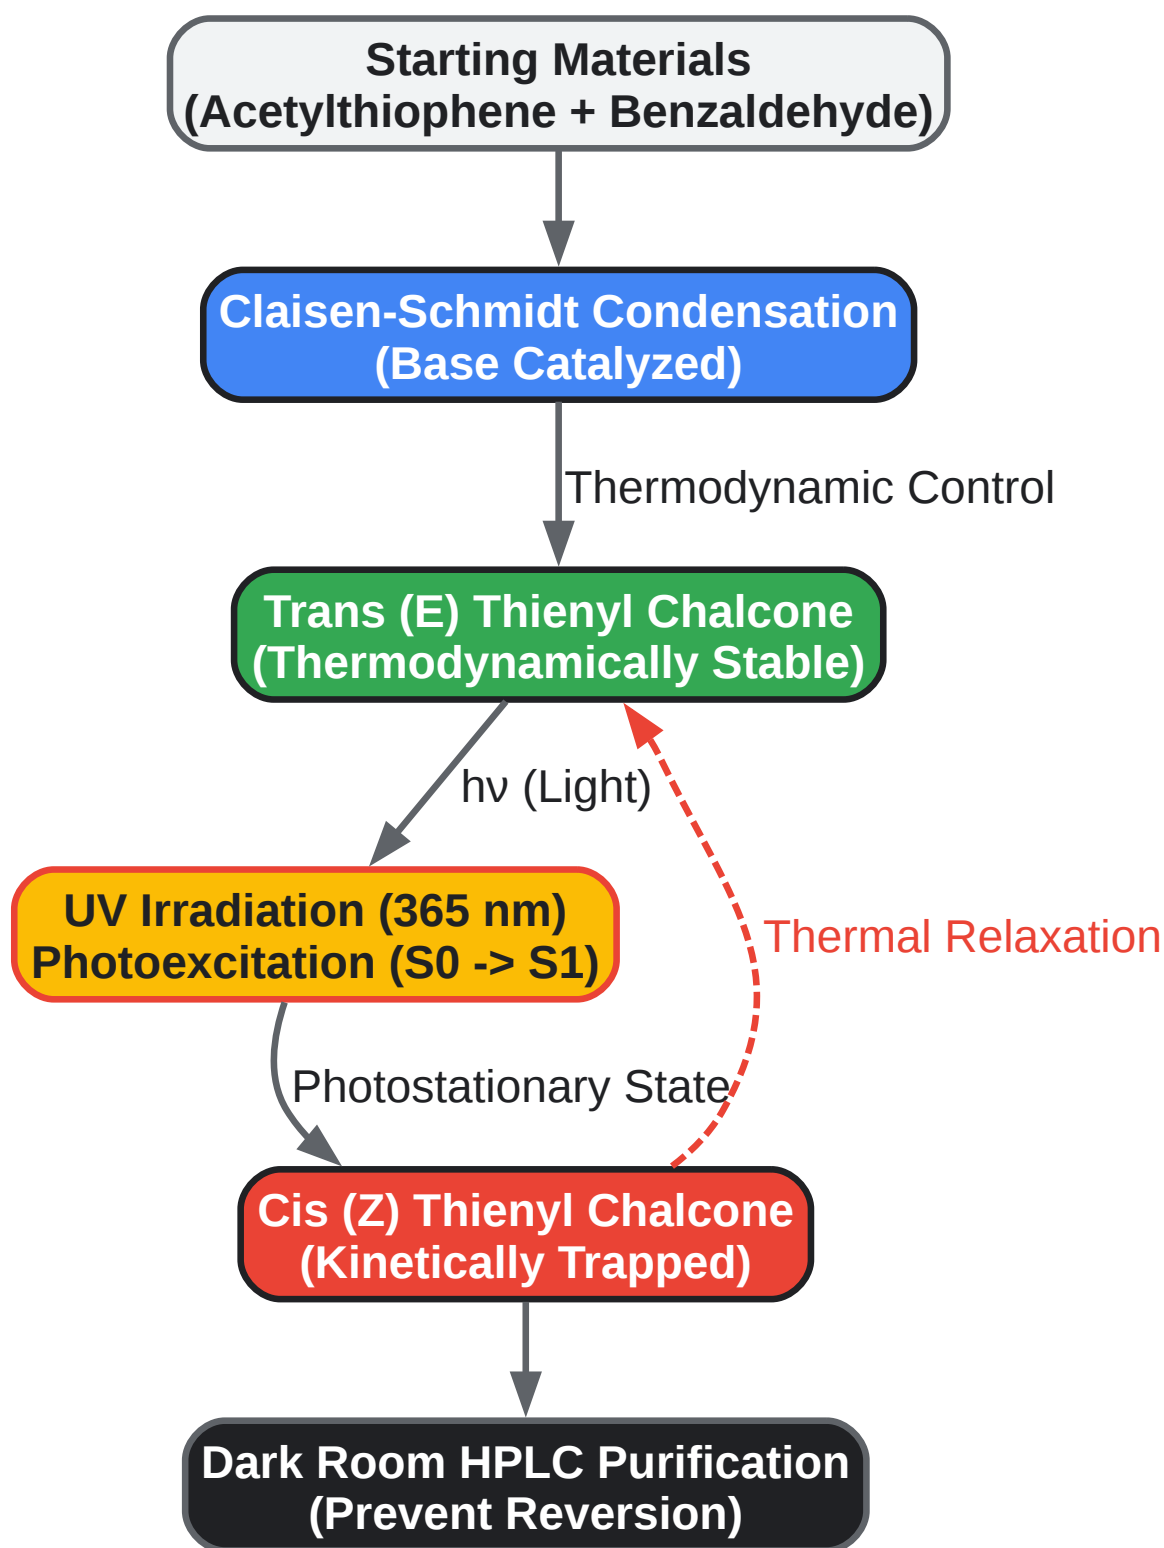 Starting Materials
(Acetylthiophene + Benzaldehyde)
Claisen-Schmidt Condensation
(Base Catalyzed)
Thermodynamic Control
Trans (E) Thienyl Chalcone
(Thermodynamically Stable)
hν (Light)
UV Irradiation (365 nm)
Photoexcitation (S0 -> S1)
Thermal Relaxation
Photostationary State
Cis (Z) Thienyl Chalcone
(Kinetically Trapped)
Dark Room HPLC Purification
(Prevent Reversion)